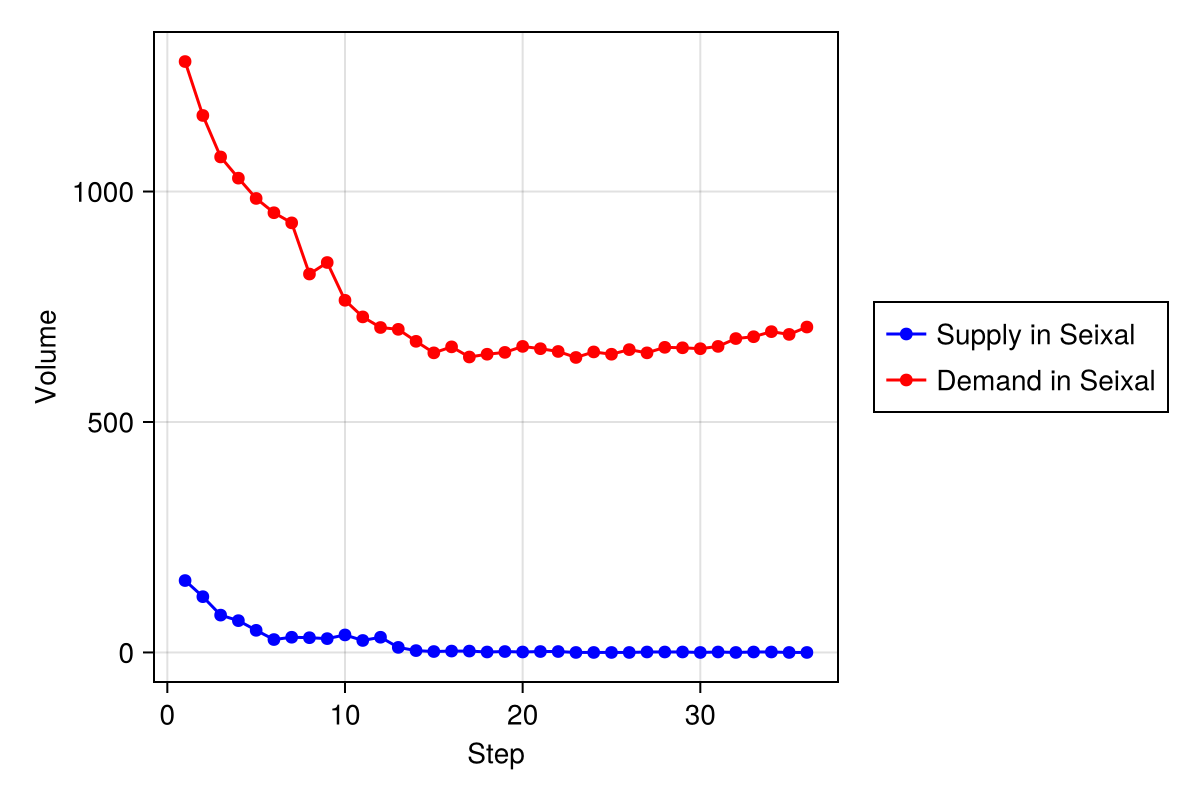 1000
500
0
Volume
0 10 20 30
Step
Supply in Seixal
Demand in Seixal